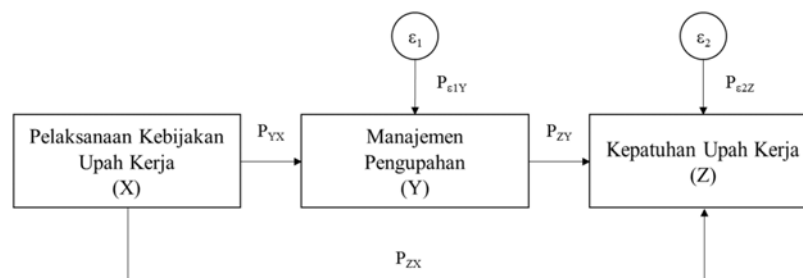 ε1
ε2
Pε1Y
Pε2Z
Pelaksanaan Kebijakan
Upah Kerja
(X)
PYX
Manajemen
Pengupahan
(Y)
PZY
Kepatuhan Upah Kerja
(Z)
PZX